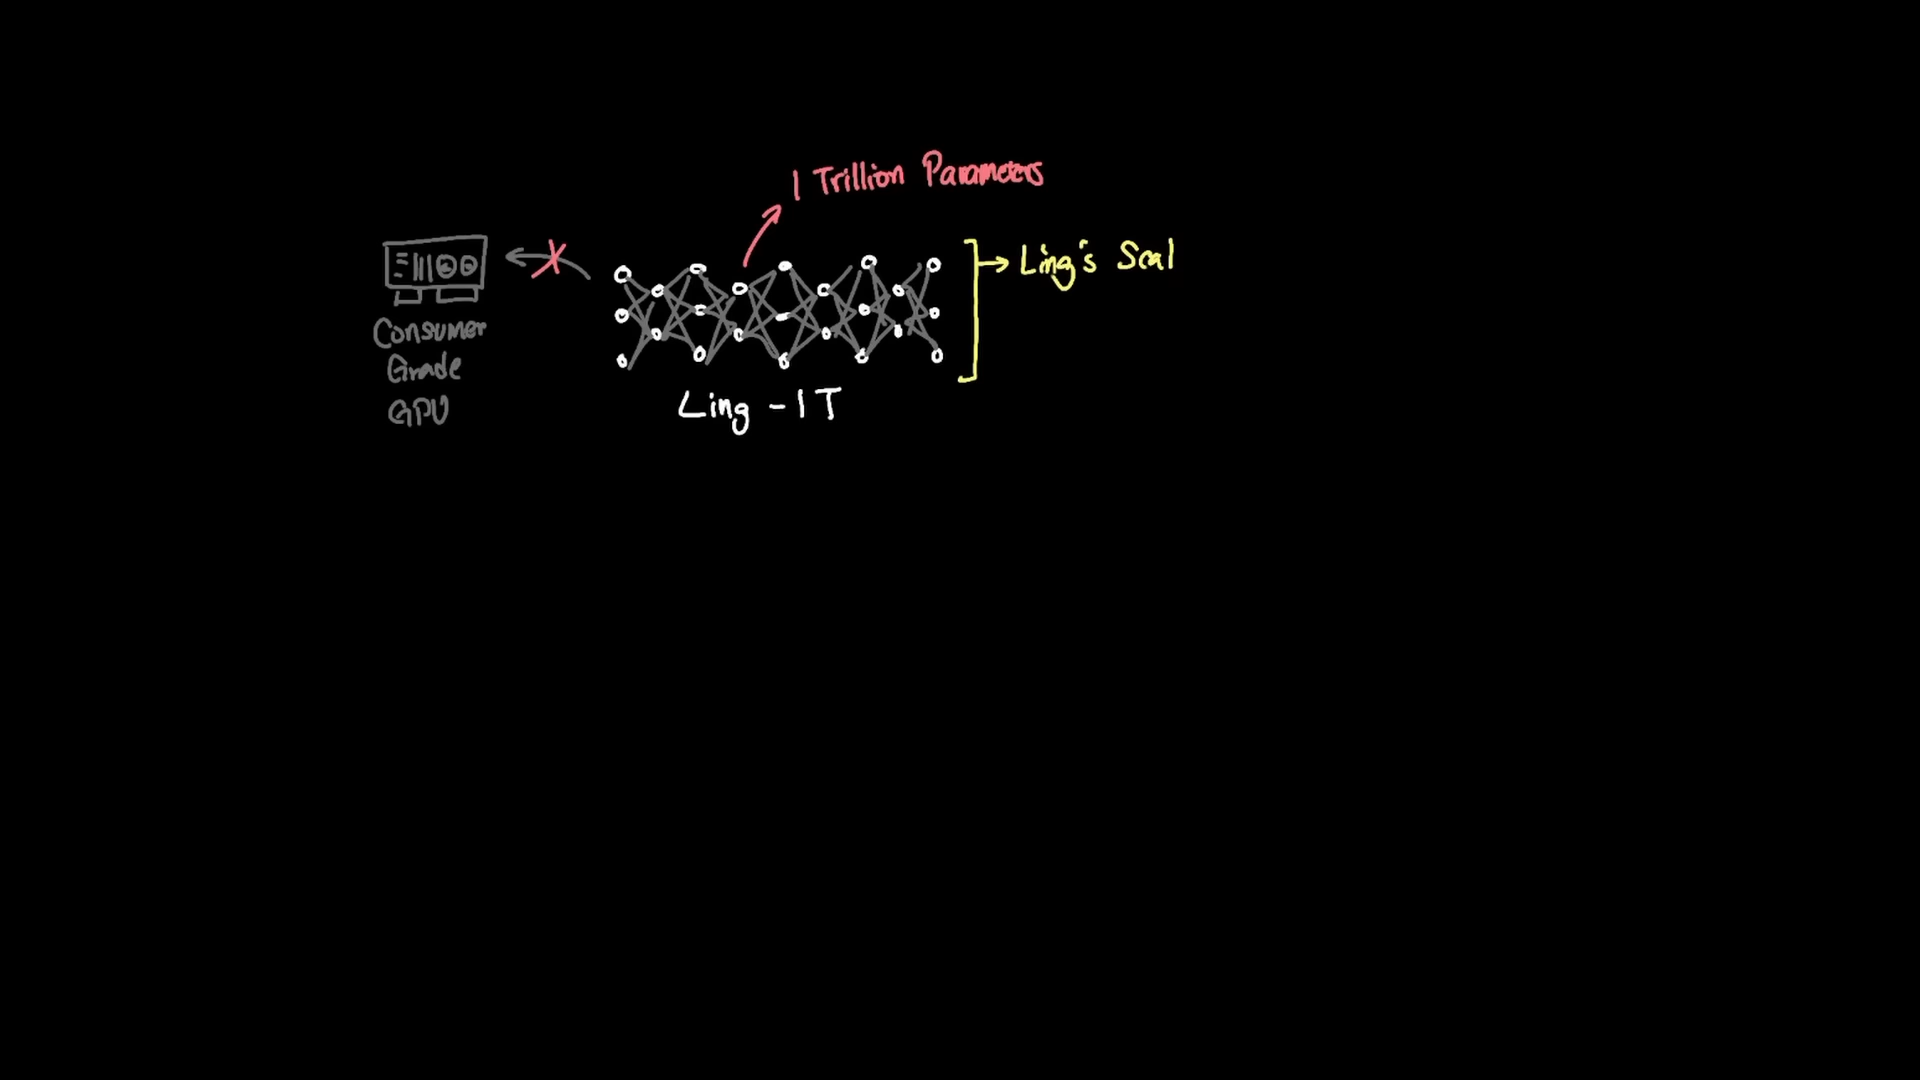 1 Trillion Parameters
Ling's Scal
Consumer
Grade
GPU
Ling-1T